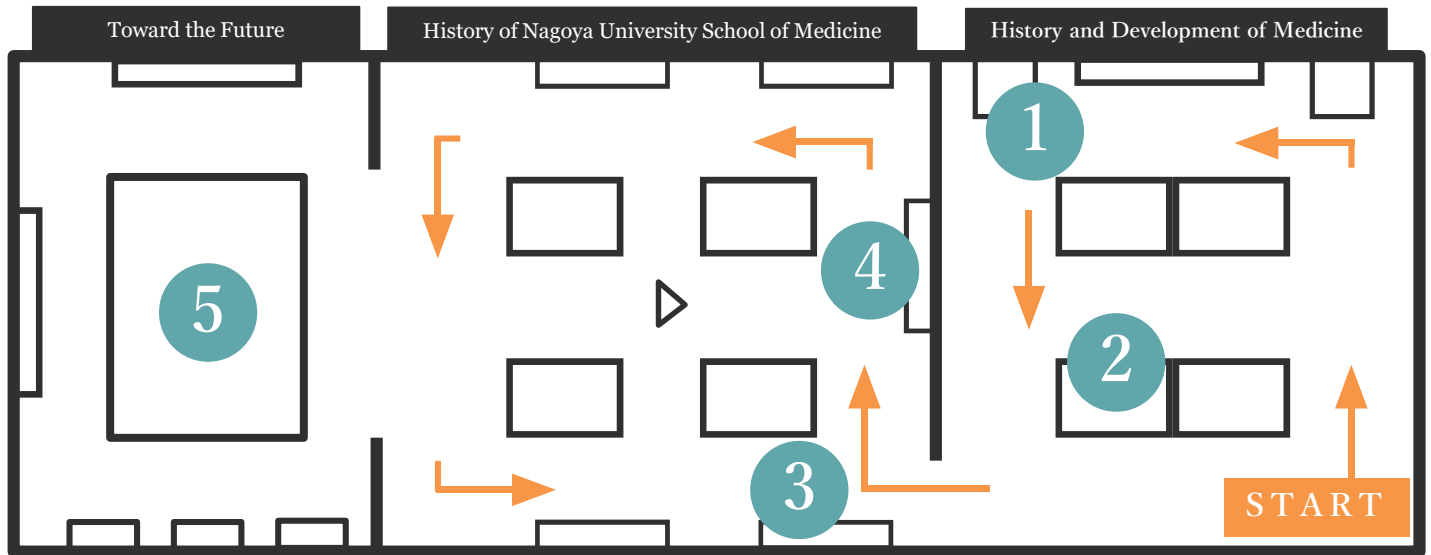 Toward the Future
History of Nagoya University School of Medicine
History and Development of Medicine
1
4
5
2
3
START